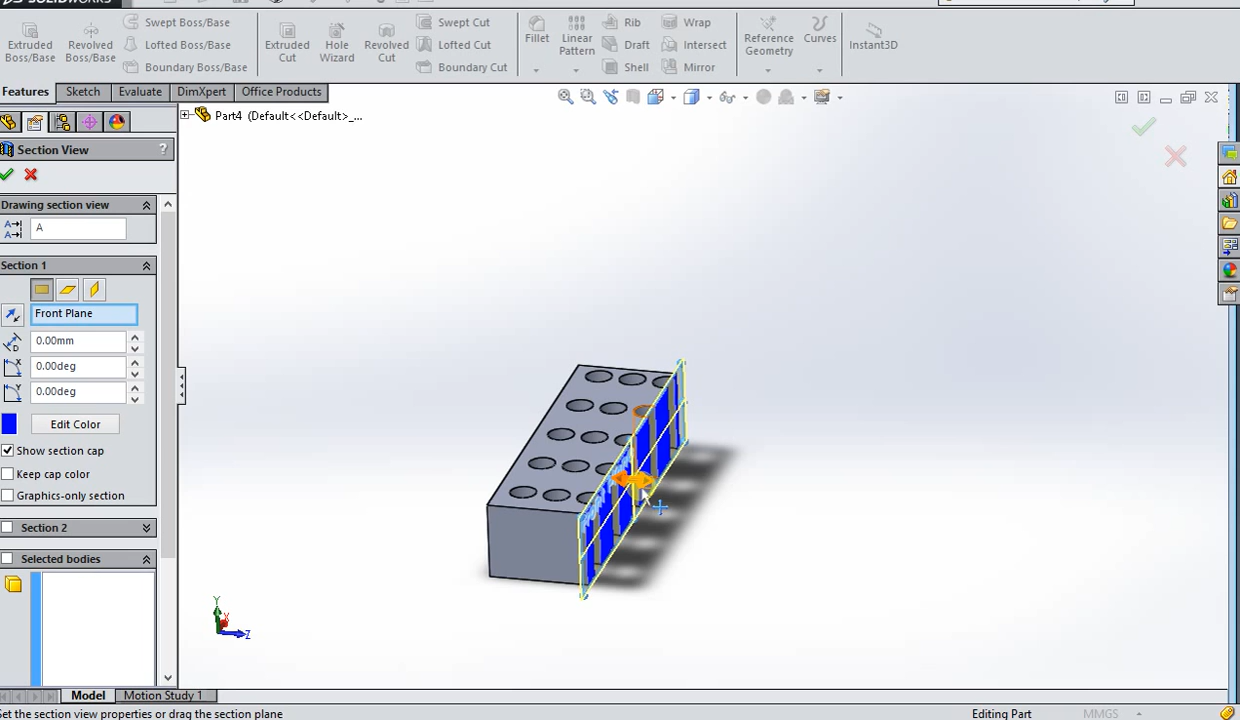 SOLIDWORKS
Extruded Boss/Base
Revolved Boss/Base
Swept Boss/Base
Lofted Boss/Base
Boundary Boss/Base
Extruded Cut
Hole Wizard
Revolved Cut
Swept Cut
Lofted Cut
Boundary Cut
Fillet
Linear Pattern
Rib
Draft
Shell
Wrap
Intersect
Mirror
Reference Geometry
Curves
Instant3D
Features
Sketch
Evaluate
DimXpert
Office Products
Part4 (Default<<Default>_...
Section View
?
Drawing section view
A
Section 1
Front Plane
0.00mm
0.00deg
0.00deg
Edit Color
Show section cap
Keep cap color
Graphics-only section
Section 2
Selected bodies
Y
X
Z
Model
Motion Study 1
Set the section view properties or drag the section plane
Editing Part
MMGS